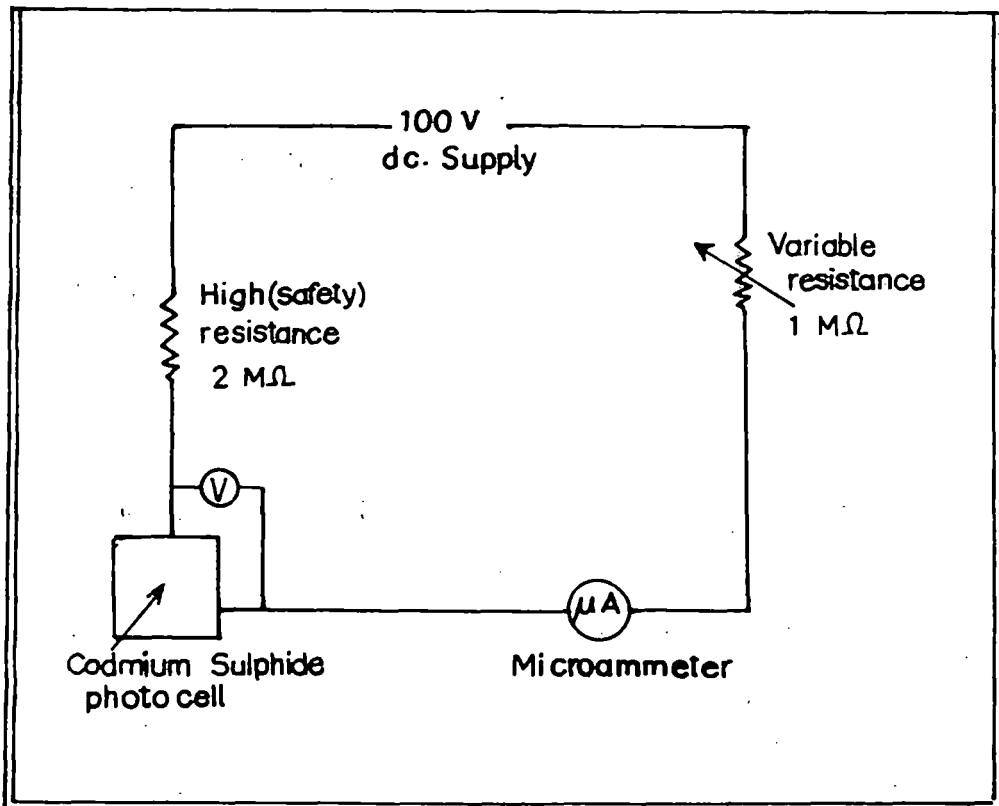 100 V
dc. Supply
High(safety)
resistance
2 MΩ
Variable
resistance
1 MΩ
V
μA
Codmium Sulphide
photo cell
Microammeter